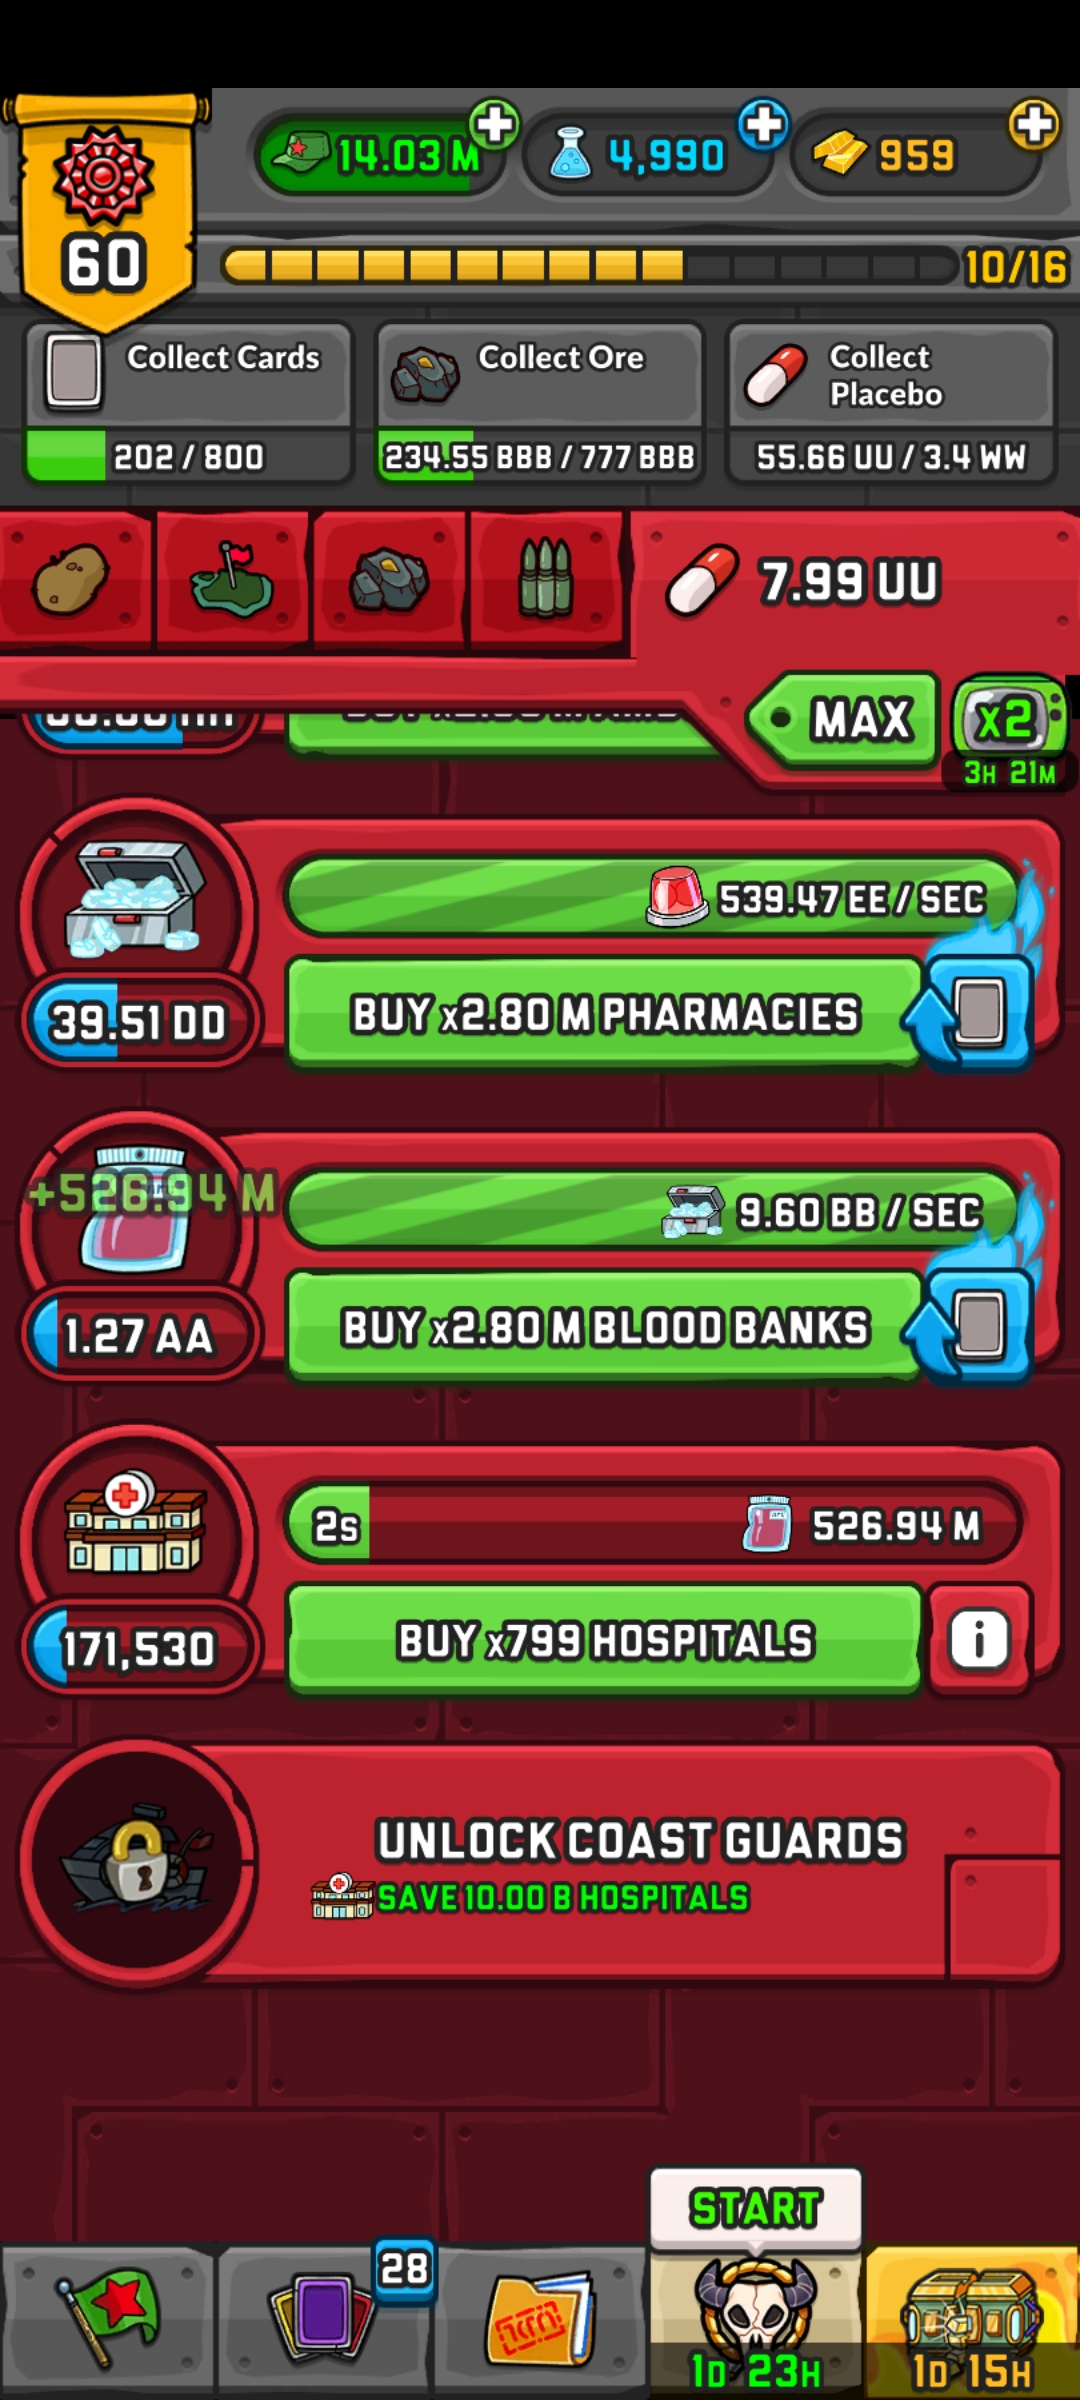 14.03 M
4,990
959
60
10/16
Collect Cards
202 / 800
Collect Ore
234.55 BBB / 777 BBB
Collect
Placebo
55.66 UU / 3.4 WW
7.99 UU
MAX
x2
3H 21M
539.47 EE / SEC
39.51 DD
BUY x2.80 M PHARMACIES
+526.94 M
9.60 BB / SEC
1.27 AA
BUY x2.80 M BLOOD BANKS
2s
526.94 M
171,530
BUY x799 HOSPITALS
i
UNLOCK COAST GUARDS
SAVE 10.00 B HOSPITALS
START
28
1D 23H
1D 15H